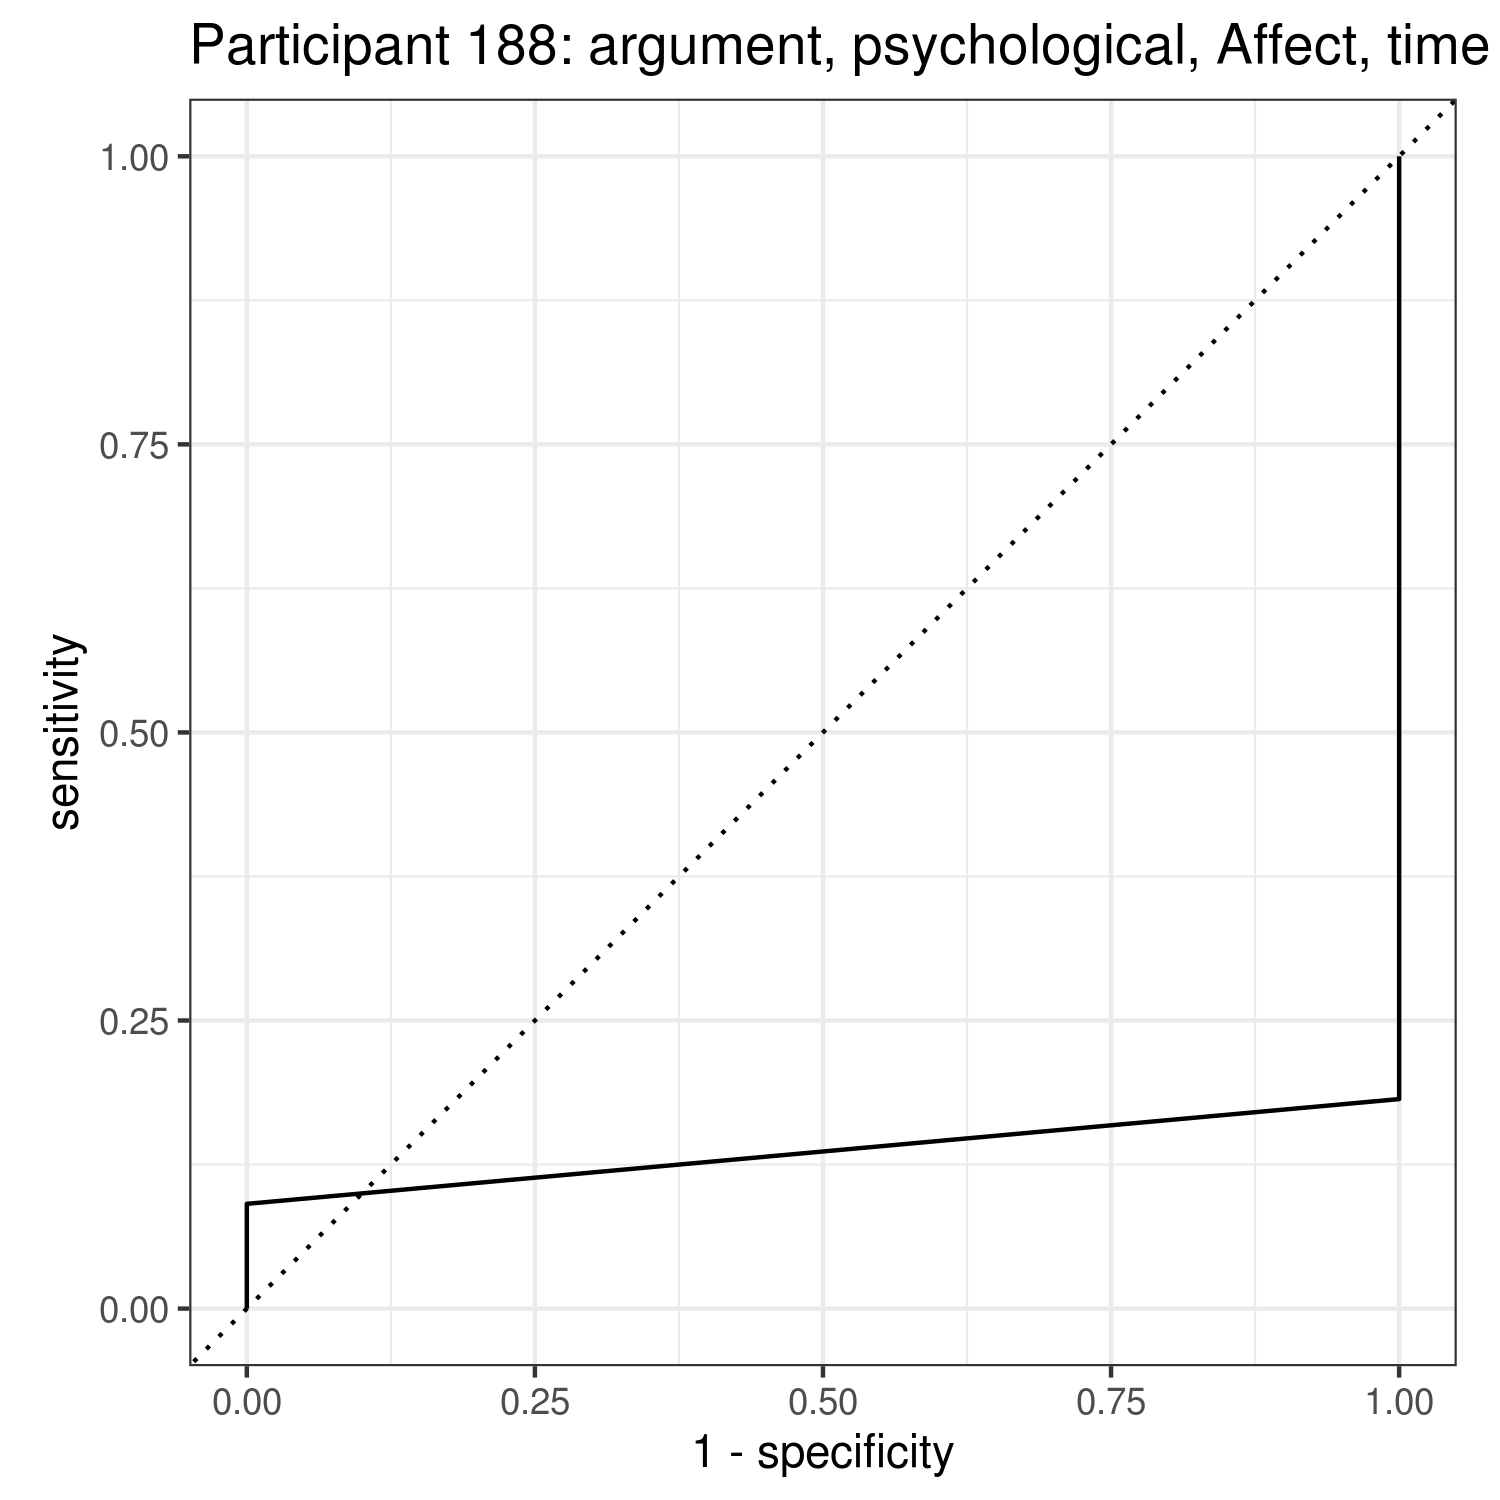 Participant 188: argument, psychological, Affect, time
1.00
0.75
0.50
0.25
0.00
sensitivity
0.00 0.25 0.50 0.75 1.00
1 - specificity